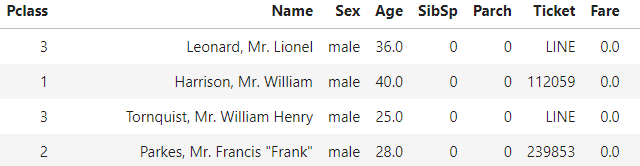 Pclass Name Sex Age SibSp Parch Ticket Fare
3 Leonard, Mr. Lionel male 36.0 0 0 LINE 0.0
1 Harrison, Mr. William male 40.0 0 0 112059 0.0
3 Tornquist, Mr. William Henry male 25.0 0 0 LINE 0.0
2 Parkes, Mr. Francis "Frank" male 28.0 0 0 239853 0.0